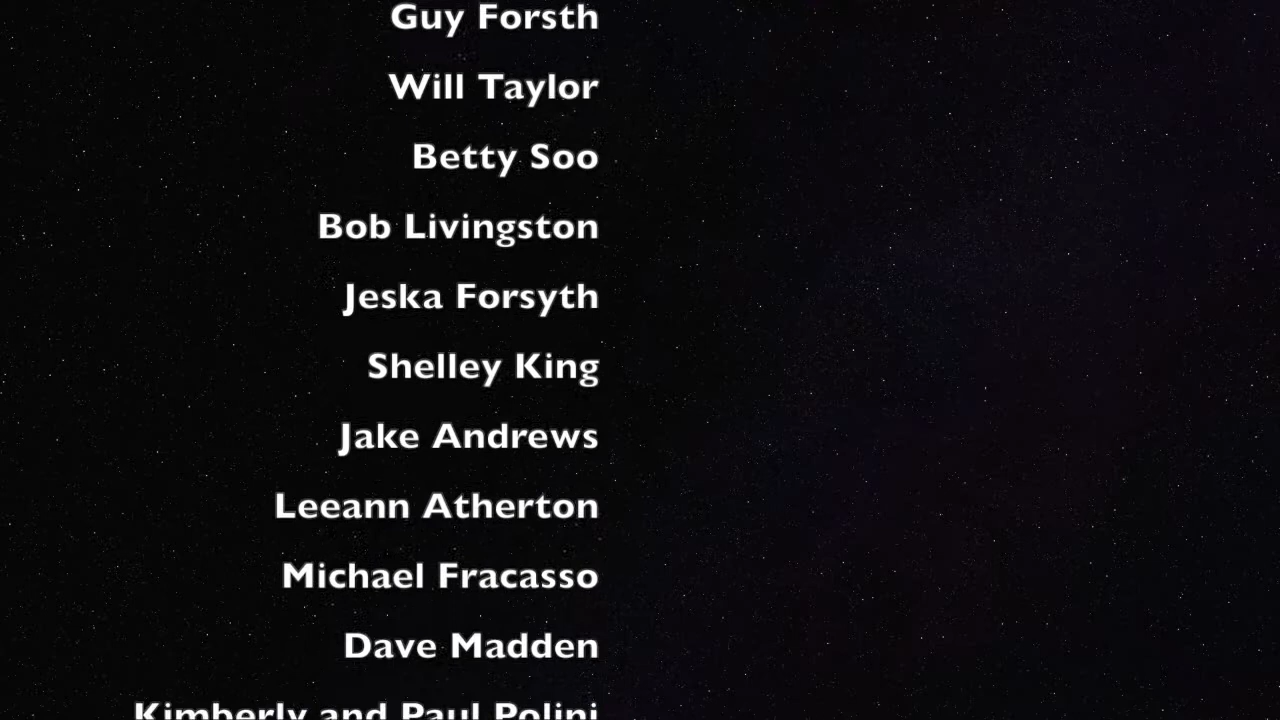 Guy Forsth
Will Taylor
Betty Soo
Bob Livingston
Jeska Forsyth
Shelley King
Jake Andrews
Leeann Atherton
Michael Fracasso
Dave Madden
Kimberly and Paul Polini